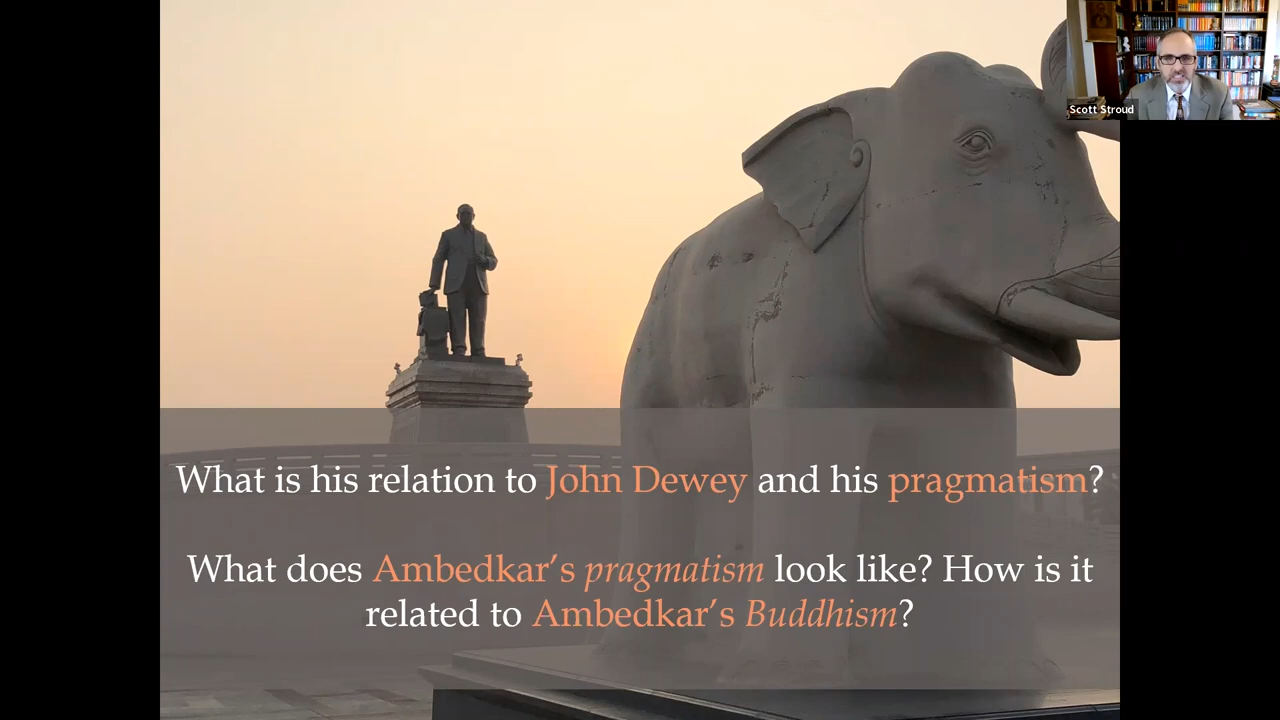 Scott Stroud
What is his relation to John Dewey and his pragmatism?
What does Ambedkar’s pragmatism look like? How is it
related to Ambedkar’s Buddhism?